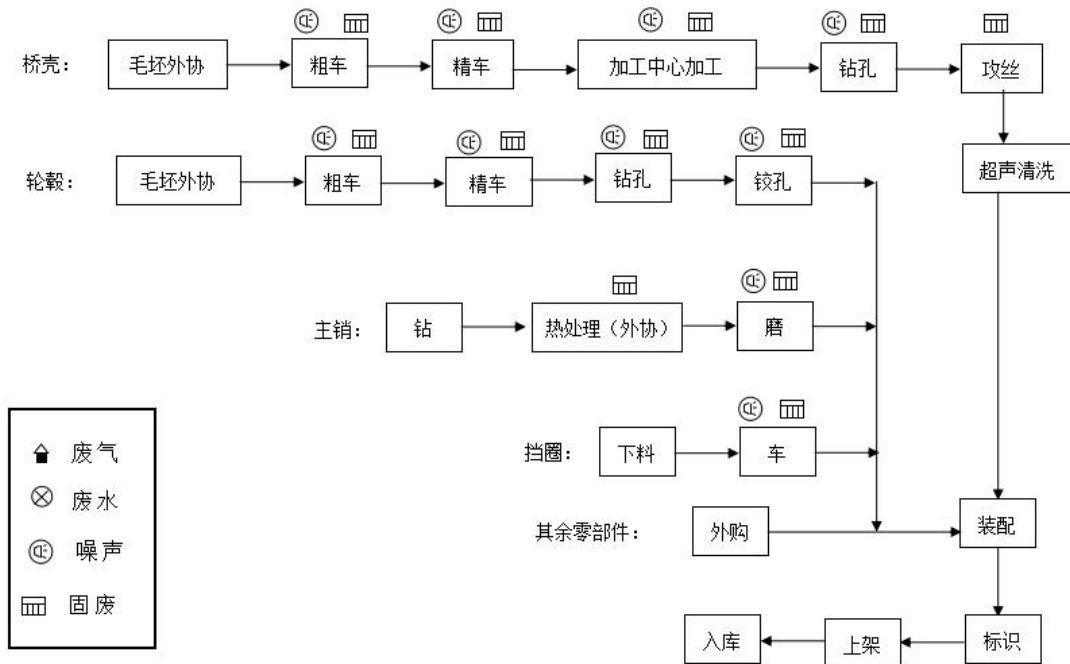 桥壳：
毛坯外协
粗车
精车
加工中心加工
钻孔
攻丝
超声清洗
轮毂：
毛坯外协
粗车
精车
钻孔
铰孔
主销：
钻
热处理（外协）
磨
挡圈：
下料
车
其余零部件：
外购
装配
入库
上架
标识
废气
废水
噪声
固废